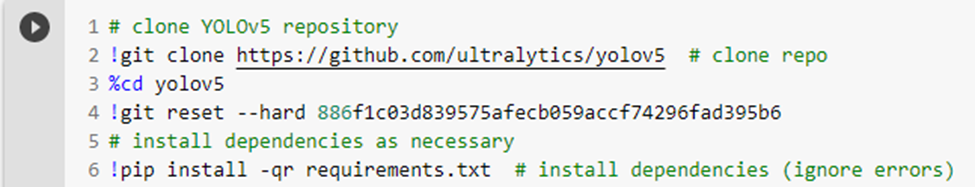 1 # clone YOLOv5 repository
2 !git clone https://github.com/ultralytics/yolov5  # clone repo
3 %cd yolov5
4 !git reset --hard 886f1c03d839575afecb059accf74296fad395b6
5 # install dependencies as necessary
6 !pip install -qr requirements.txt  # install dependencies (ignore errors)